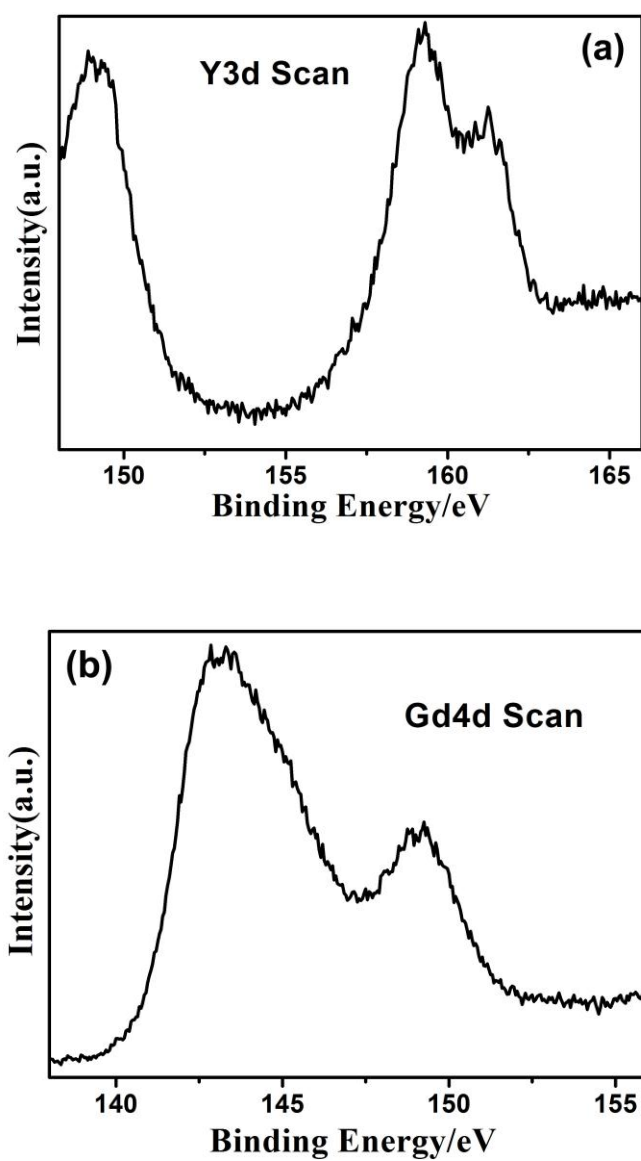 (a)
Y3d Scan
Intensity(a.u.)
150 155 160 165
Binding Energy/eV
(b)
Gd4d Scan
Intensity(a.u.)
140 145 150 155
Binding Energy/eV